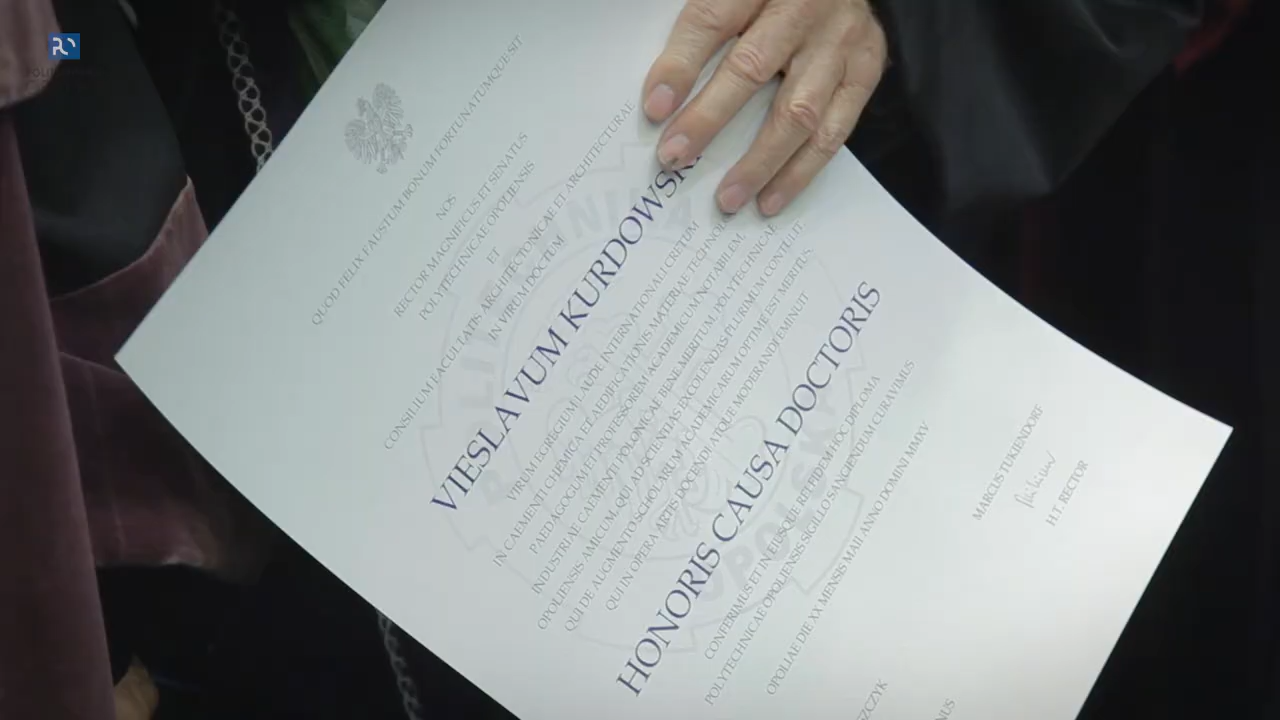 QUOD FELIX FAUSTUM BONUM FORTUNATUMQUE SIT
NOS
RECTOR MAGNIFICUS ET SENATUS
POLYTECHNICAE OPOLIENSIS
ET
CONSILIUM FACULTATIS ARCHITECTONICAE ET ARCHITECTURAE
IN VIRUM DOCTUM
VIESLAVUM KURDOWSKI
VIRUM EGREGIUM LAUDE INTERNATIONALI CRETUM
IN CAEMENTI CHEMICA ET AEDIFICATIONIS MATERIALE TECHNO
PAEDAGOGUM ET PROFESSOREM ACADEMICUM NOTABILEM
INDUSTRIAE CAEMENTI POLONICAE BENE MERITUM, POLYTECHNICAE
OPOLIENSIS AMICUM, QUI AD SCIENTIAS EXCOLENDAS PLURIMUM CONTULIT
QUI DE AUGMENTO SCHOLARUM ACADEMICARUM OPTIME EST MERITUS,
QUI IN OPERA ARTIS DOCENDI ATQUE MODERANDI EMINUIT
HONORIS CAUSA DOCTORIS
CONFERIMUS ET IN EIUSQUE REI FIDEM HOC DIPLOMA
POLYTECHNICAE OPOLIENSIS SIGILLO SANCIENDUM CURAVIMUS
OPOLIAE DIE XX MENSIS MAII ANNO DOMINI MMXV
MARCUS TUKIENDORF
H.T. RECTOR
SZCZYK
NUS